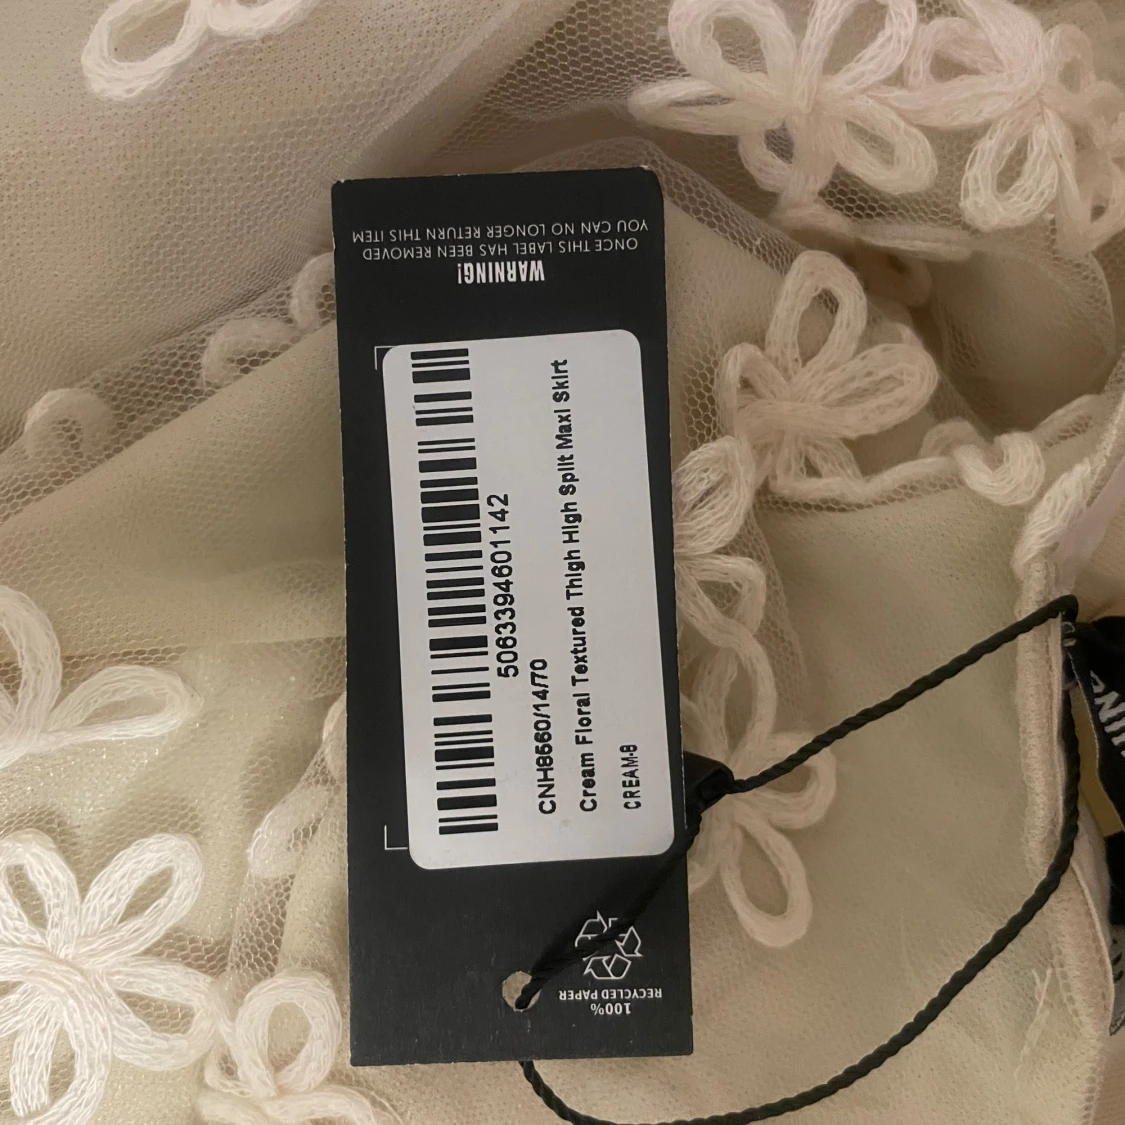 WARNING!
ONCE THIS LABEL HAS BEEN REMOVED
YOU CAN NO LONGER RETURN THIS ITEM
5063394601142
CNH8660/14/70
Cream Floral Textured Thigh High Split Maxi Skirt
CREAM-8
100%
RECYCLED PAPER